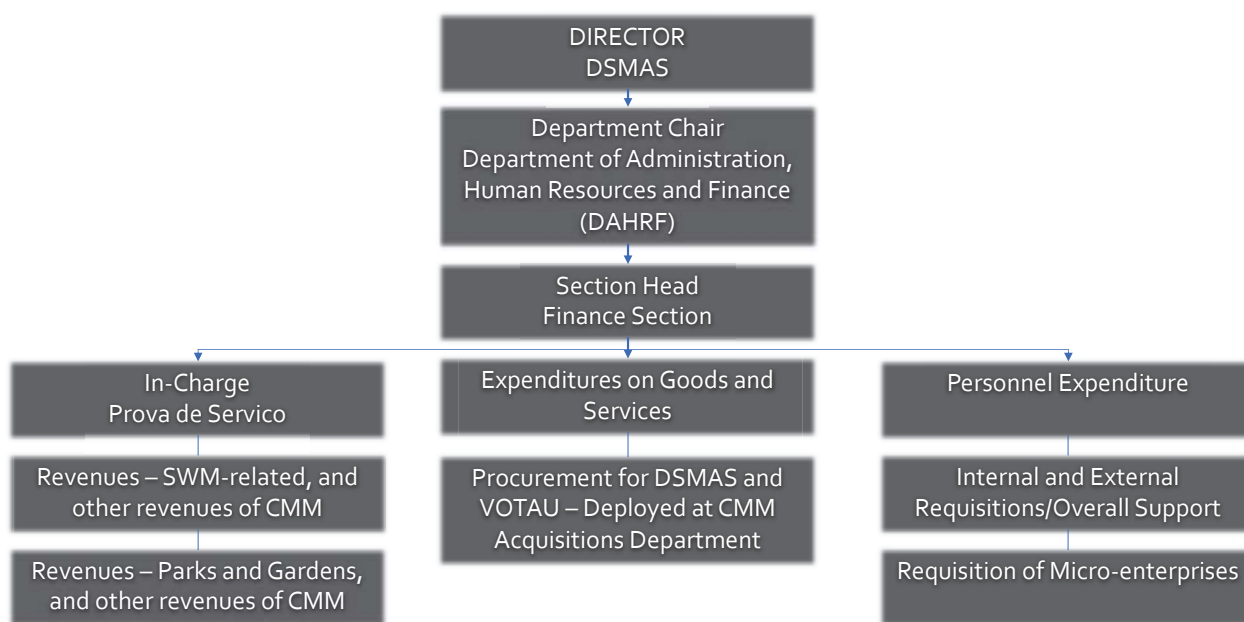 DIRECTOR
DSMAS
Department Chair
Department of Administration,
Human Resources and Finance
(DAHRF)
Section Head
Finance Section
In-Charge
Prova de Servico
Expenditures on Goods and
Services
Personnel Expenditure
Revenues – SWM-related, and
other revenues of CMM
Procurement for DSMAS and
VOTAU – Deployed at CMM
Acquisitions Department
Internal and External
Requisitions/Overall Support
Revenues – Parks and Gardens,
and other revenues of CMM
Requisition of Micro-enterprises